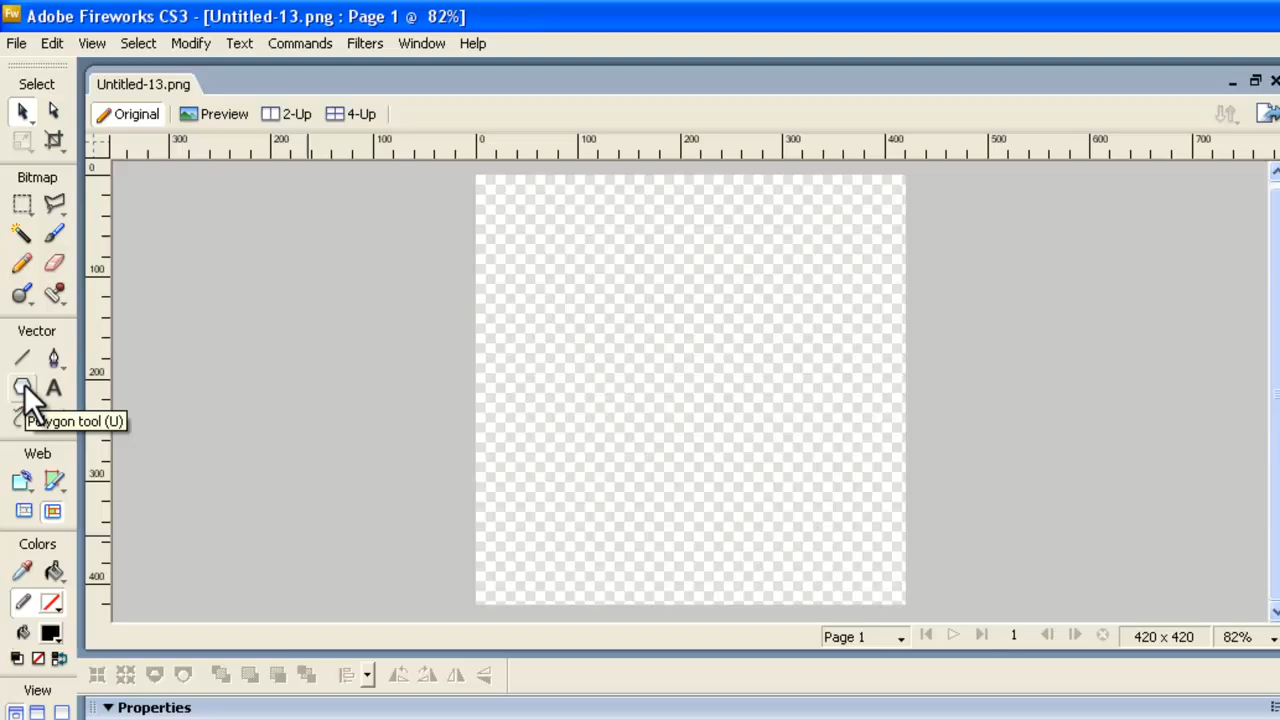 Fw Adobe Fireworks CS3 - [Untitled-13.png : Page 1 @ 82%]
File Edit View Select Modify Text Commands Filters Window Help
Select
Untitled-13.png
Original Preview 2-Up 4-Up
300 200 100 0 100 200 300 400 500 600 700
0
Bitmap
100
Vector
200
A
Polygon tool (U)
Web
300
Colors
400
Page 1 1 420 x 420 82%
View
Properties